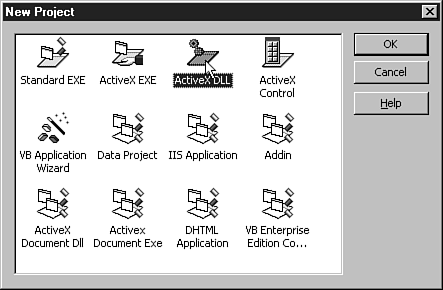 New Project
Standard EXE
ActiveX EXE
ActiveX DLL
ActiveX
Control
VB Application
Wizard
Data Project
IIS Application
Addin
ActiveX
Document Dll
Activex
Document Exe
DHTML
Application
VB Enterprise
Edition Co...
OK
Cancel
Help